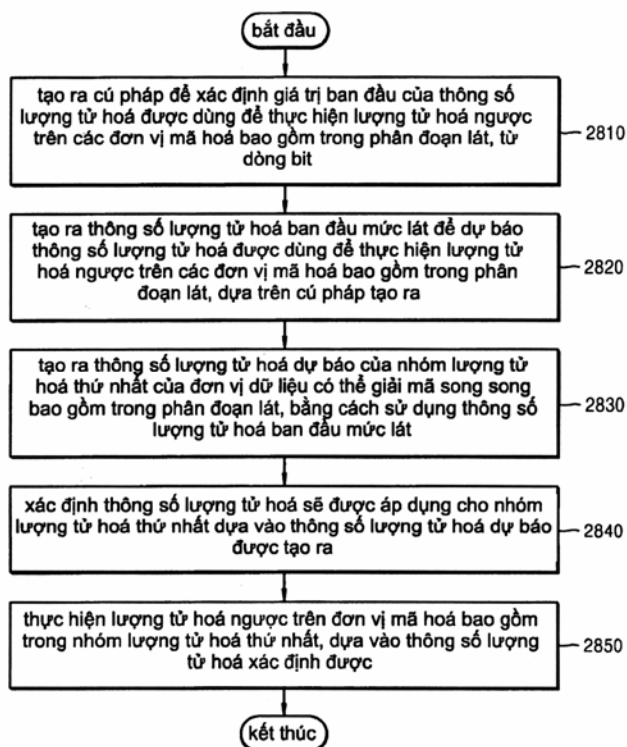 bắt đầu
tạo ra cú pháp để xác định giá trị ban đầu của thông số
lượng tử hoá được dùng để thực hiện lượng tử hoá ngược
trên các đơn vị mã hoá bao gồm trong phân đoạn lát, từ
dòng bit
2810
tạo ra thông số lượng tử hoá ban đầu mức lát để dự báo
thông số lượng tử hoá được dùng để thực hiện lượng tử
hoá ngược trên các đơn vị mã hoá bao gồm trong phân
đoạn lát, dựa trên cú pháp tạo ra
2820
tạo ra thông số lượng tử hoá dự báo của nhóm lượng tử
hoá thứ nhất của đơn vị dữ liệu có thể giải mã song song
bao gồm trong phân đoạn lát, bằng cách sử dụng thông số
lượng tử hoá ban đầu mức lát
2830
xác định thông số lượng tử hoá sẽ được áp dụng cho nhóm
lượng tử hoá thứ nhất dựa vào thông số lượng tử hoá dự báo
được tạo ra
2840
thực hiện lượng tử hoá ngược trên đơn vị mã hoá bao gồm
trong nhóm lượng tử hoá thứ nhất, dựa vào thông số lượng
tử hoá xác định được
2850
kết thúc